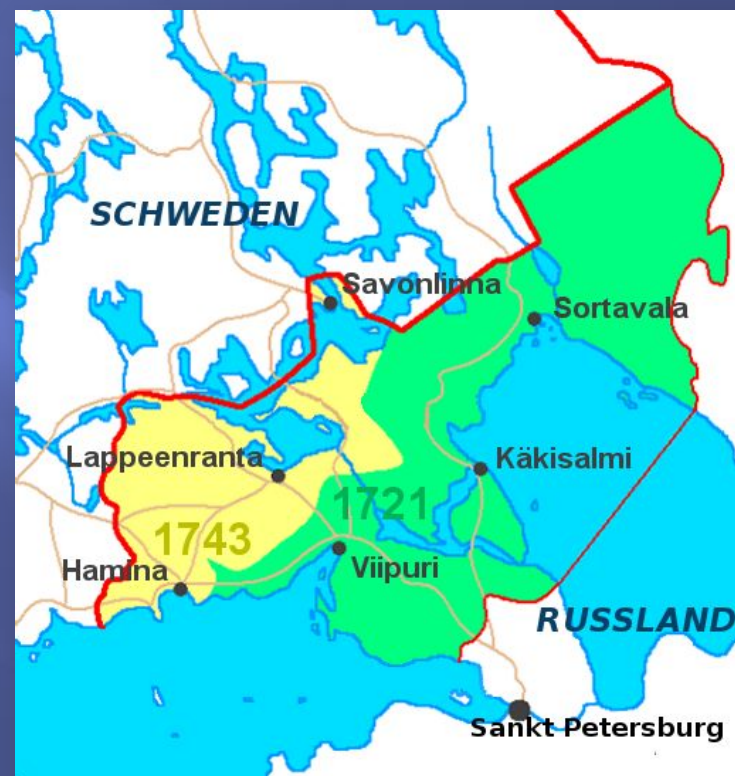 SCHWEDEN
Savonlinna
Sortavala
Lappeenranta
Käkisalmi
1721
1743
Hamina
Viipuri
RUSSLAND
Sankt Petersburg